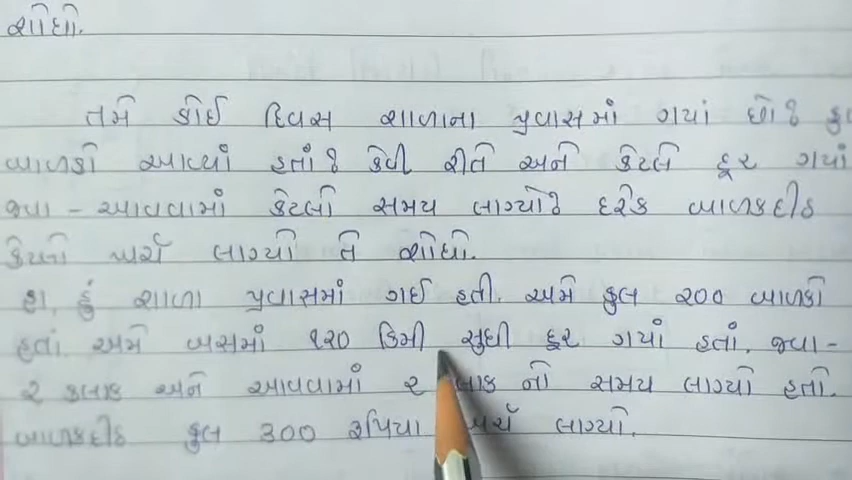 શોધો.
તમે કોઈ દિવસ શાળાના પ્રવાસમાં ગયાં છો?
બાળકો આવ્યાં હતાં? કેવી રીતે અને કેટલે દૂર ગયાં
જવા - આવવામાં કેટલો સમય લાગ્યો? દરેક બાળકદીઠ
કેટલો ખર્ચ લાગ્યો તે શોધો.
હા, હું શાળા પ્રવાસમાં ગઈ હતી. અમે કુલ ૨૦૦ બાળકો
હતાં અમે બસમાં ૧૨૦ કિમી સુધી દૂર ગયાં હતાં. જવા -
૨ કલાક અને આવવામાં ૨ લાક નો સમય લાગ્યો હતો.
બાળકદીઠ કુલ ૩૦૦ રૂપિયા ખર્ચ લાગ્યો.